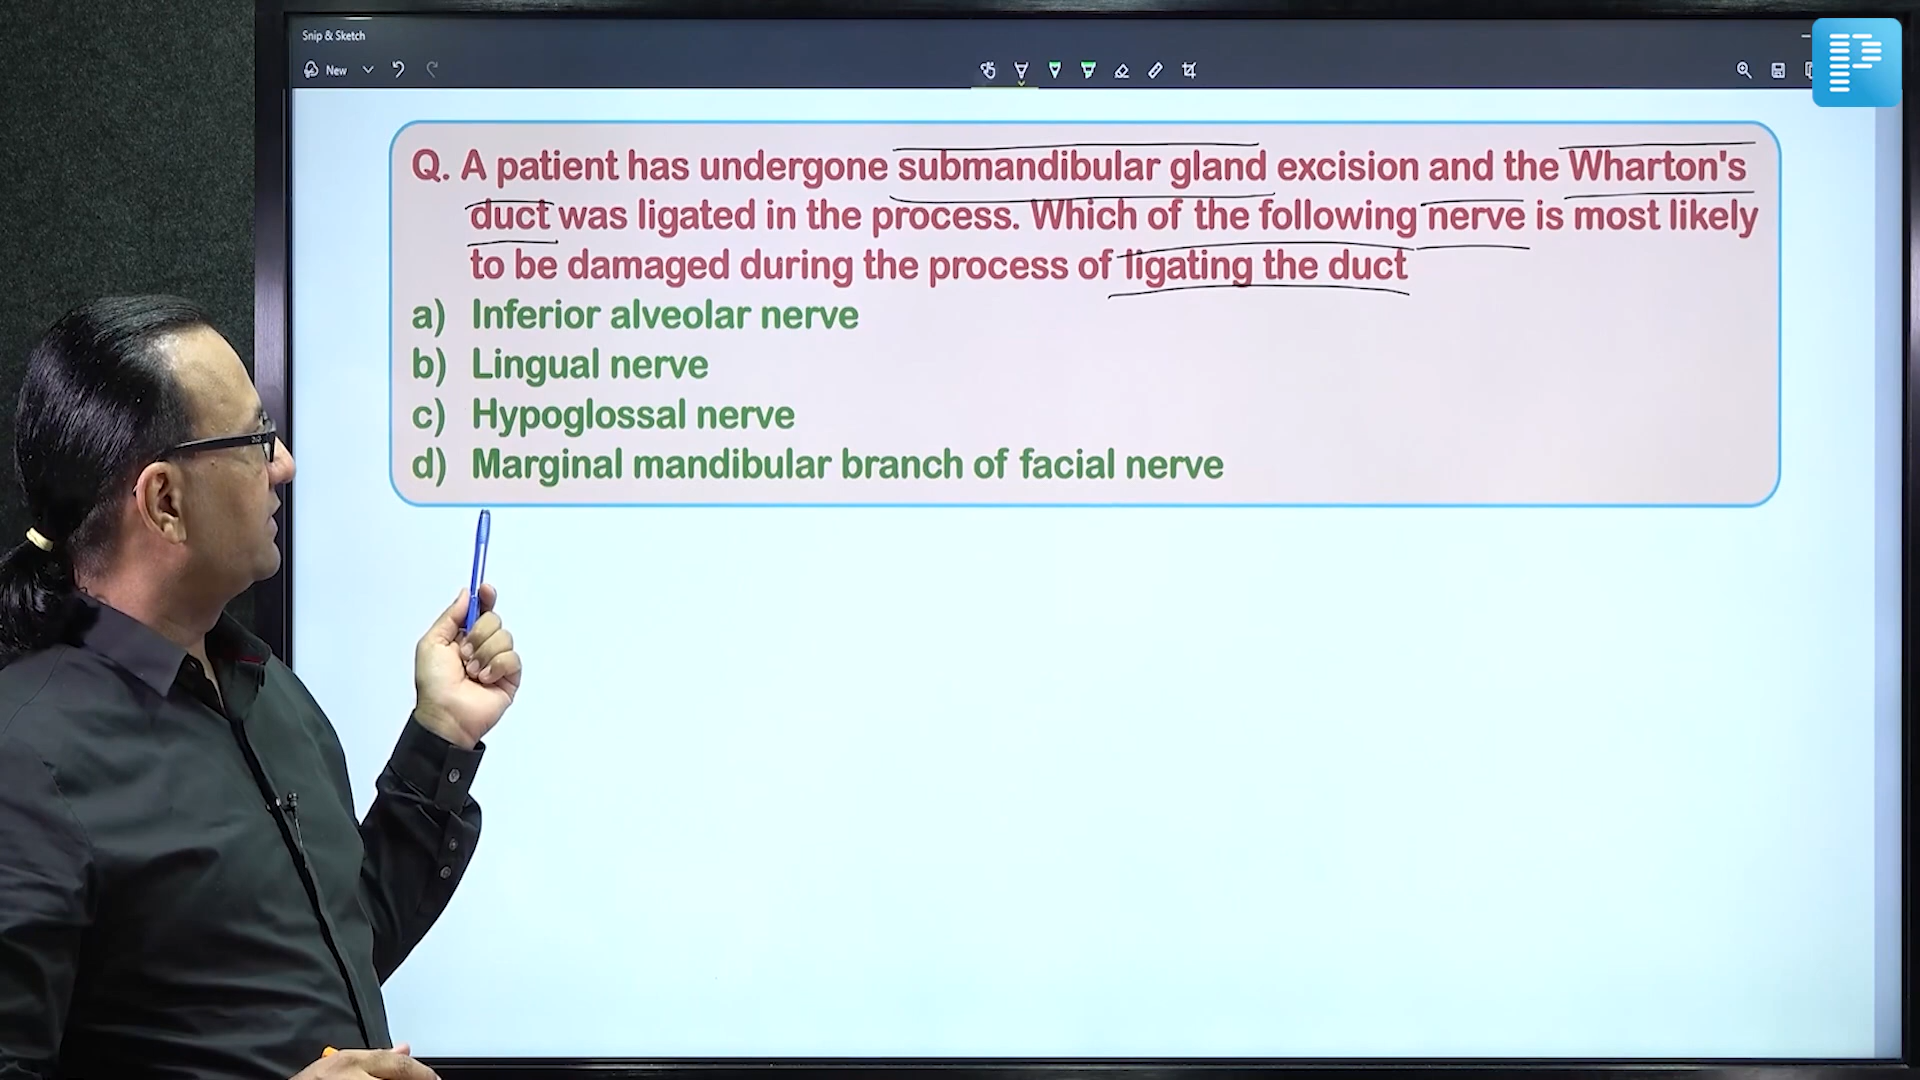 Snip & Sketch
New
Q. A patient has undergone submandibular gland excision and the Wharton's
duct was ligated in the process. Which of the following nerve is most likely
to be damaged during the process of ligating the duct
a) Inferior alveolar nerve
b) Lingual nerve
c) Hypoglossal nerve
d) Marginal mandibular branch of facial nerve